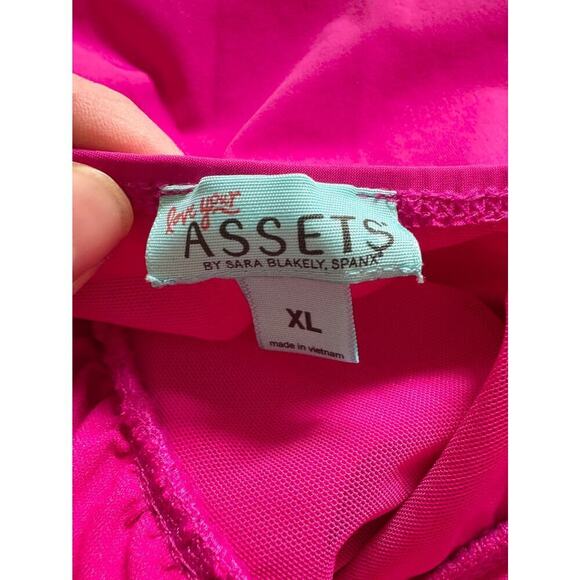 love your
ASSETS
BY SARA BLAKELY, SPANX®
XL
made in vietnam